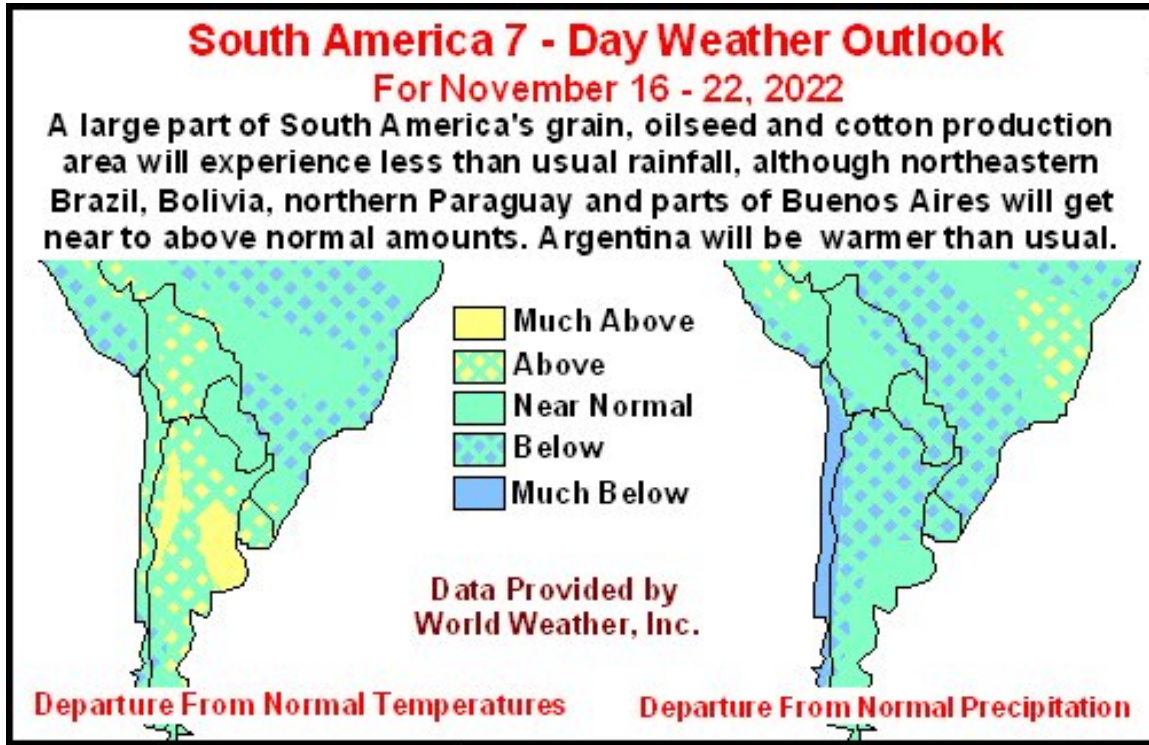 South America 7 - Day Weather Outlook
For November 16 - 22, 2022
A large part of South America's grain, oilseed and cotton production
area will experience less than usual rainfall, although northeastern
Brazil, Bolivia, northern Paraguay and parts of Buenos Aires will get
near to above normal amounts. Argentina will be warmer than usual.
Much Above
Above
Near Normal
Below
Much Below
Data Provided by
World Weather, Inc.
Departure From Normal Temperatures
Departure From Normal Precipitation